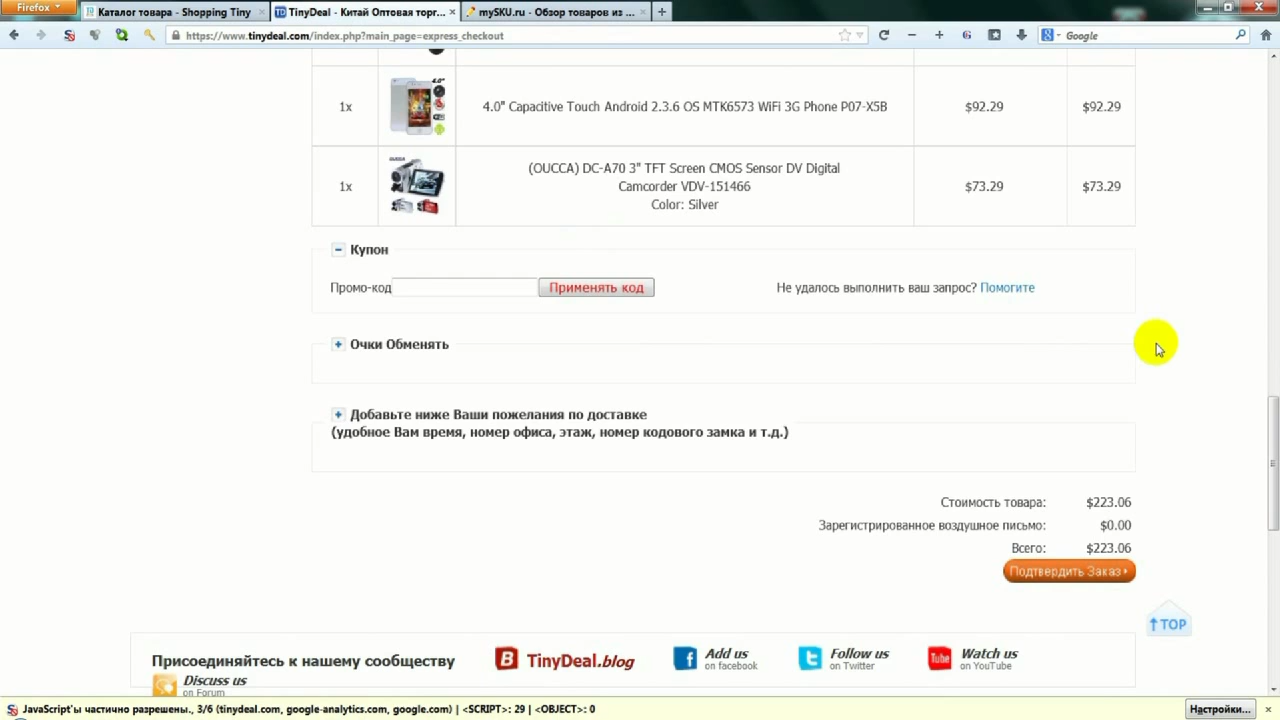 Firefox
Каталог товара - Shopping Tiny
TinyDeal - Китай Оптовая торг...
mySKU.ru - Обзор товаров из ...
https://www.tinydeal.com/index.php?main_page=express_checkout
Google
1x
4.0" Capacitive Touch Android 2.3.6 OS MTK6573 WiFi 3G Phone P07-X5B
$92.29
$92.29
1x
(OUCCA) DC-A70 3" TFT Screen CMOS Sensor DV Digital
Camcorder VDV-151466
Color: Silver
$73.29
$73.29
Купон
Промо-код
Применять код
Не удалось выполнить ваш запрос? Помогите
Очки Обменять
Добавьте ниже Ваши пожелания по доставке
(удобное Вам время, номер офиса, этаж, номер кодового замка и т.д.)
Стоимость товара: $223.06
Зарегистрированное воздушное письмо: $0.00
Всего: $223.06
Подтвердить Заказ
TOP
Присоединяйтесь к нашему сообществу
TinyDeal.blog
Add us
on facebook
Follow us
on Twitter
Watch us
on YouTube
Discuss us
on Forum
JavaScript'ы частично разрешены., 3/6 (tinydeal.com, google-analytics.com, google.com) | <SCRIPT>: 29 | <OBJECT>: 0
Настройки...